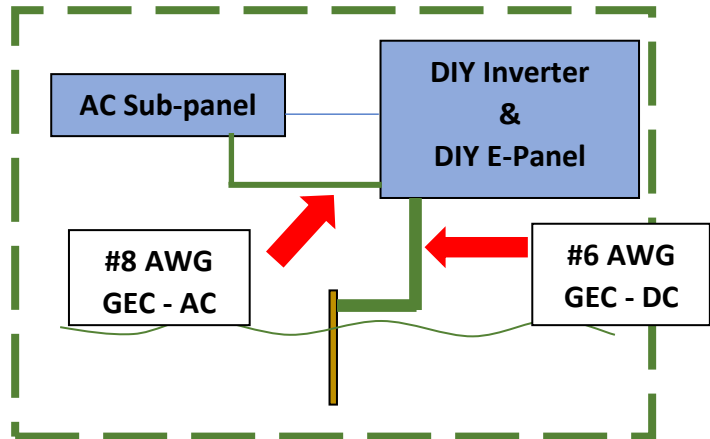 AC Sub-panel
DIY Inverter
&
DIY E-Panel
#8 AWG
GEC - AC
#6 AWG
GEC - DC